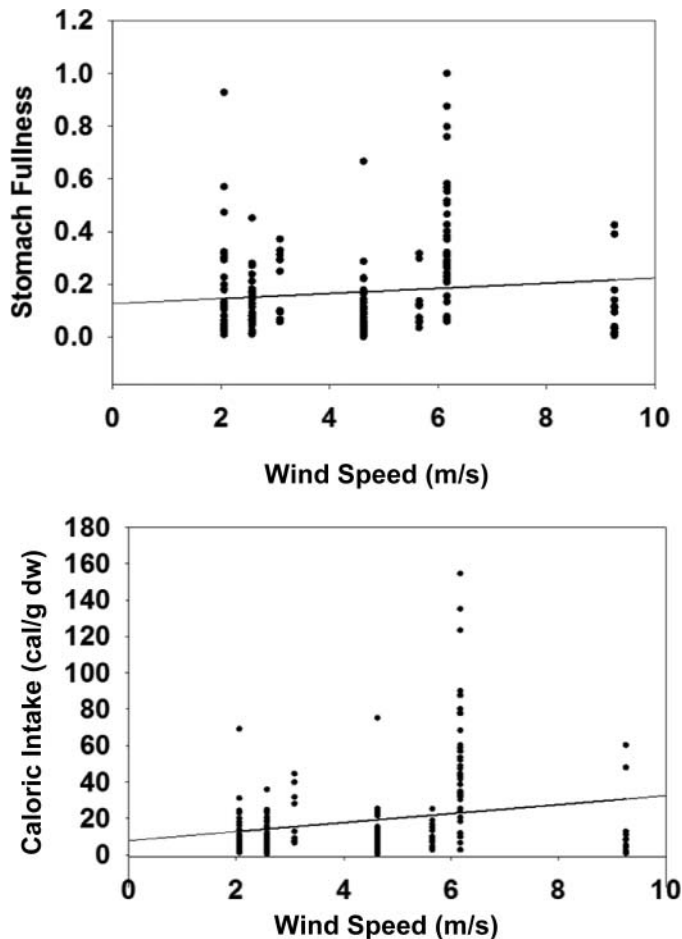 1.2
1.0
0.8
0.6
0.4
0.2
0.0
Stomach Fullness
0 2 4 6 8 10
Wind Speed (m/s)
180
160
140
120
100
80
60
40
20
0
Caloric Intake (cal/g dw)
0 2 4 6 8 10
Wind Speed (m/s)